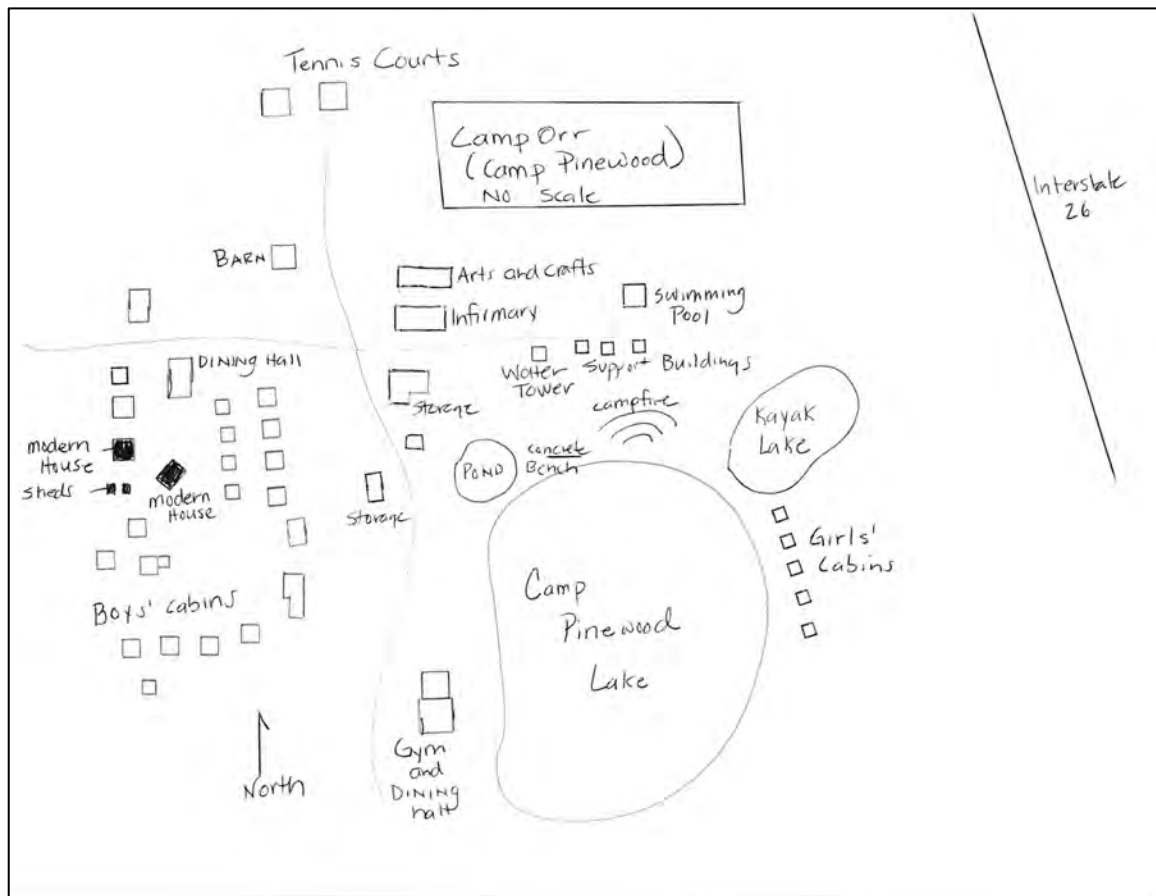 Tennis Courts
Camp Orr
(Camp Pinewood)
No Scale
Interstate
26
BARN
Arts and Crafts
Infirmary
Swimming
Pool
DINING Hall
Water
Tower
Support Buildings
Storage
campfire
Kayak
Lake
modern
House
Sheds
modern
House
POND
concrete
Bench
Storage
Girls'
Cabins
Boys' cabins
Camp
Pinewood
Lake
North
Gym
and
DINING
hall